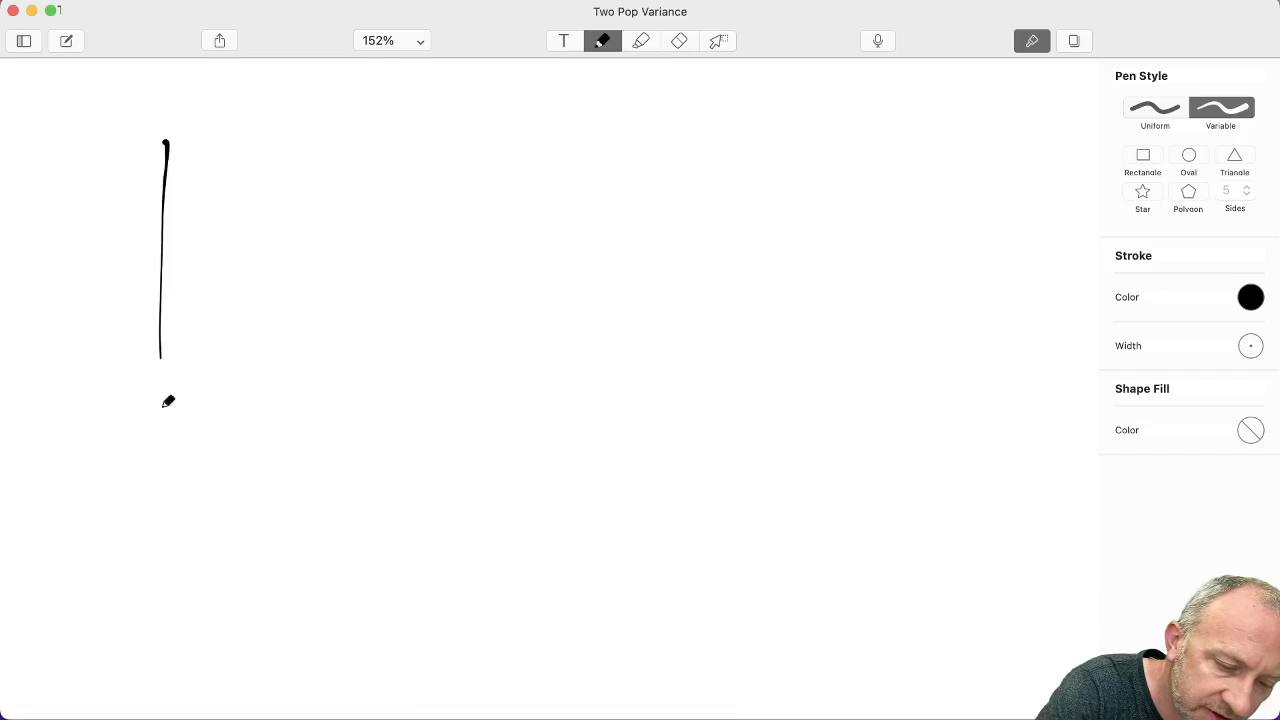 Two Pop Variance
152%
T
Pen Style
Uniform
Variable
Rectangle
Oval
Triangle
5
Star
Polygon
Sides
Stroke
Color
Width
Shape Fill
Color